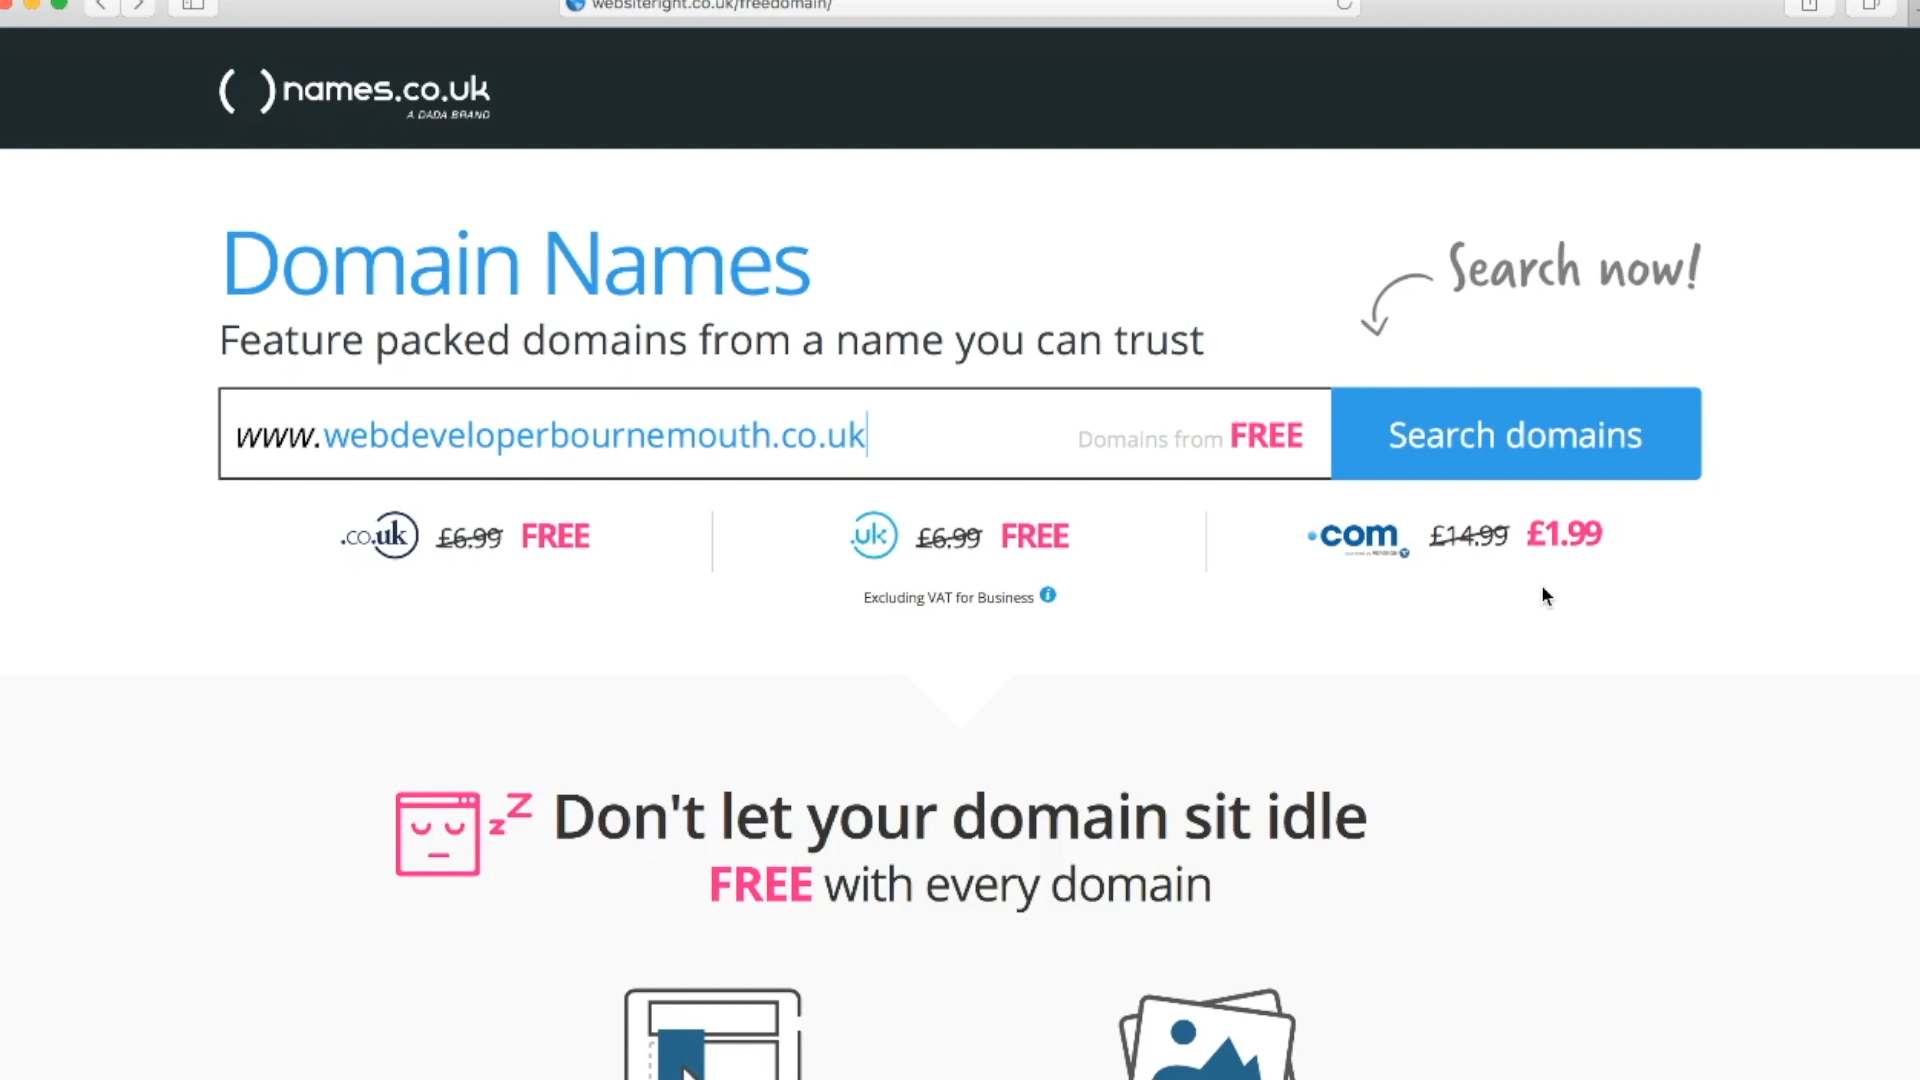 websiteright.co.uk/freedomain/
names.co.uk
A DADA BRAND
Domain Names
Search now!
Feature packed domains from a name you can trust
www.webdeveloperbournemouth.co.uk
Domains from FREE
Search domains
.co.uk £6.99 FREE
.uk £6.99 FREE
.com £14.99 £1.99
Excluding VAT for Business i
zZ
Don't let your domain sit idle
FREE with every domain